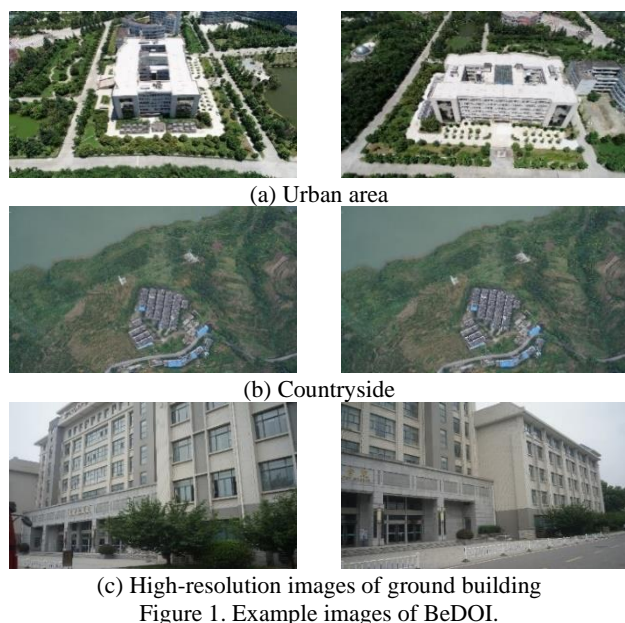 (a) Urban area
(b) Countryside
(c) High-resolution images of ground building
Figure 1. Example images of BeDOI.